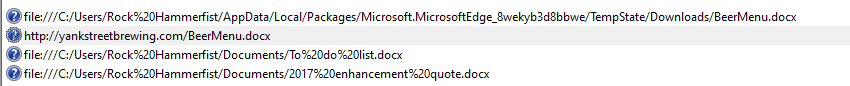 file:///C:/Users/Rock%20Hammerfist/AppData/Local/Packages/Microsoft.MicrosoftEdge_8wekyb3d8bbwe/TempState/Downloads/BeerMenu.docx
http://yankstreetbrewing.com/BeerMenu.docx
file:///C:/Users/Rock%20Hammerfist/Documents/To%20do%20list.docx
file:///C:/Users/Rock%20Hammerfist/Documents/2017%20enhancement%20quote.docx